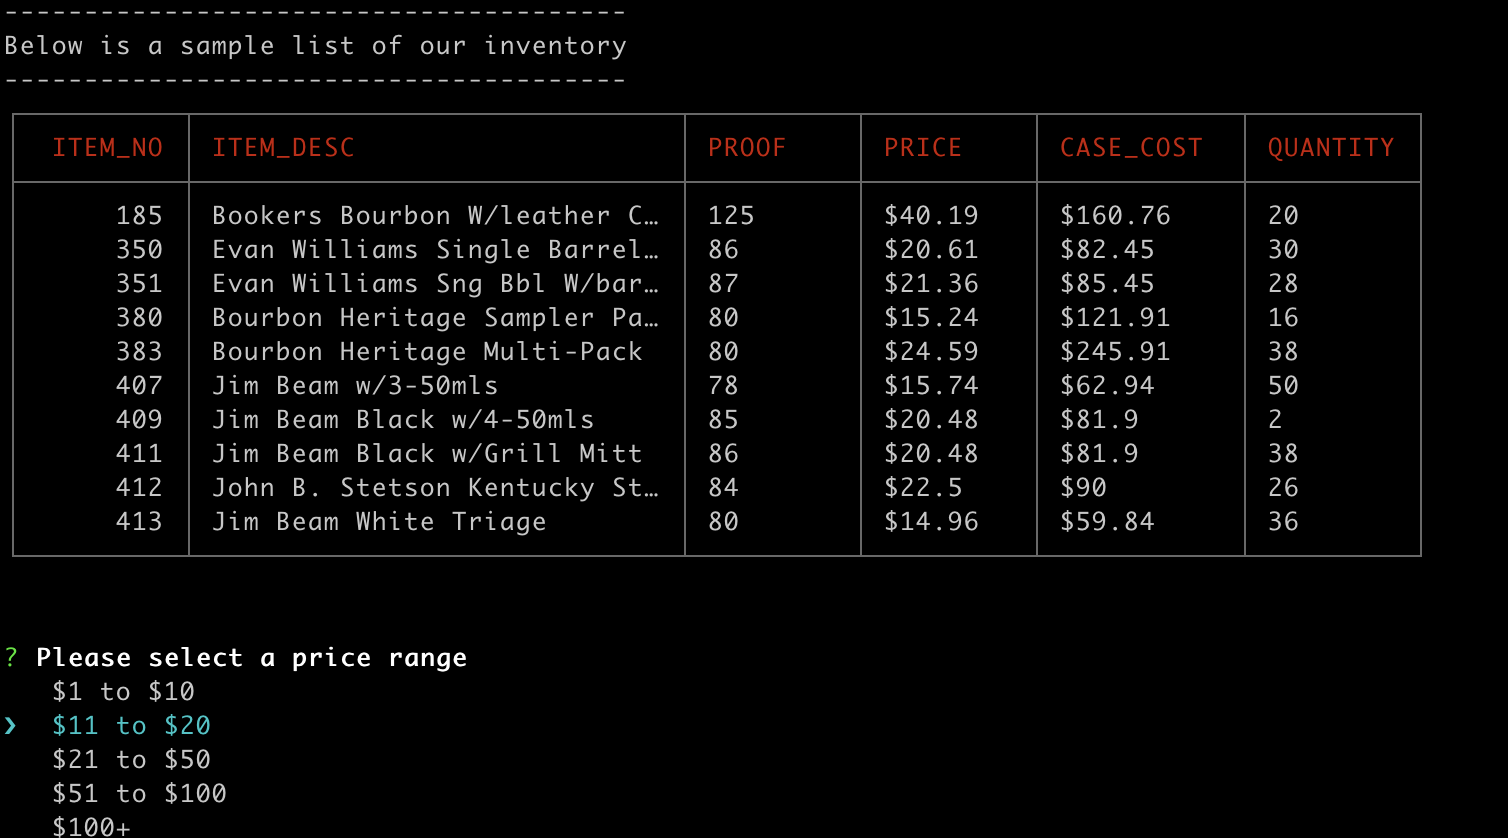 ---------------------------------------
Below is a sample list of our inventory
---------------------------------------
ITEM_NO ITEM_DESC PROOF PRICE CASE_COST QUANTITY
185 Bookers Bourbon W/leather C… 125 $40.19 $160.76 20
350 Evan Williams Single Barrel… 86 $20.61 $82.45 30
351 Evan Williams Sng Bbl W/bar… 87 $21.36 $85.45 28
380 Bourbon Heritage Sampler Pa… 80 $15.24 $121.91 16
383 Bourbon Heritage Multi-Pack 80 $24.59 $245.91 38
407 Jim Beam w/3-50mls 78 $15.74 $62.94 50
409 Jim Beam Black w/4-50mls 85 $20.48 $81.9 2
411 Jim Beam Black w/Grill Mitt 86 $20.48 $81.9 38
412 John B. Stetson Kentucky St… 84 $22.5 $90 26
413 Jim Beam White Triage 80 $14.96 $59.84 36
? Please select a price range
$1 to $10
❯ $11 to $20
$21 to $50
$51 to $100
$100+